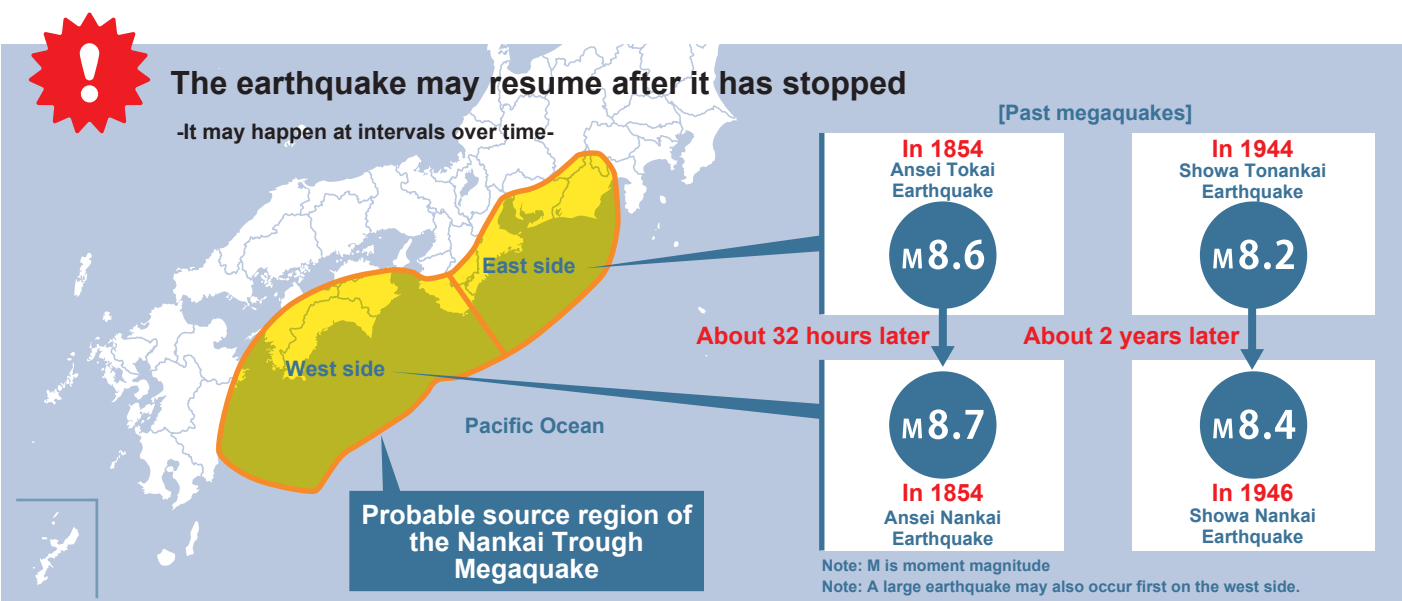 The earthquake may resume after it has stopped
-It may happen at intervals over time-
East side
West side
Pacific Ocean
Probable source region of
the Nankai Trough
Megaquake
[Past megaquakes]
In 1854
Ansei Tokai
Earthquake
M8.6
About 32 hours later
M8.7
In 1854
Ansei Nankai
Earthquake
In 1944
Showa Tonankai
Earthquake
M8.2
About 2 years later
M8.4
In 1946
Showa Nankai
Earthquake
Note: M is moment magnitude
Note: A large earthquake may also occur first on the west side.